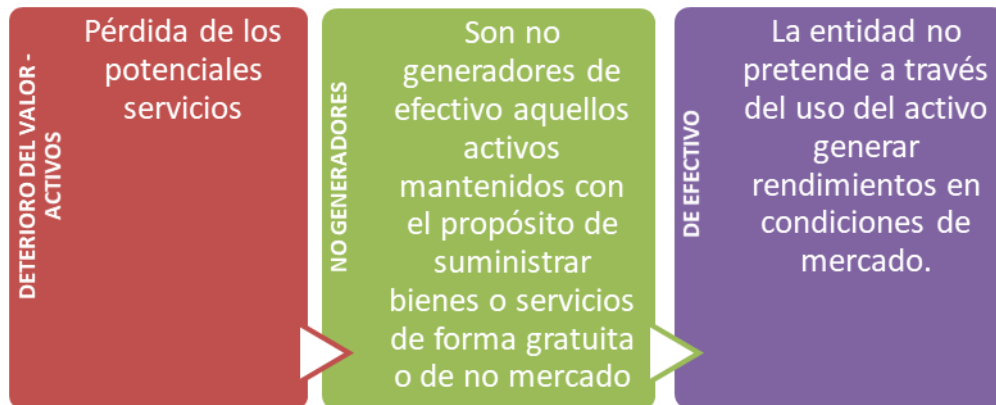 DETERIORO DEL VALOR -
ACTIVOS
Pérdida de los
potenciales
servicios
NO GENERADORES
Son no
generadores de
efectivo aquellos
activos
mantenidos con
el propósito de
suministrar
bienes o servicios
de forma gratuita
o de no mercado
DE EFECTIVO
La entidad no
pretende a través
del uso del activo
generar
rendimientos en
condiciones de
mercado.